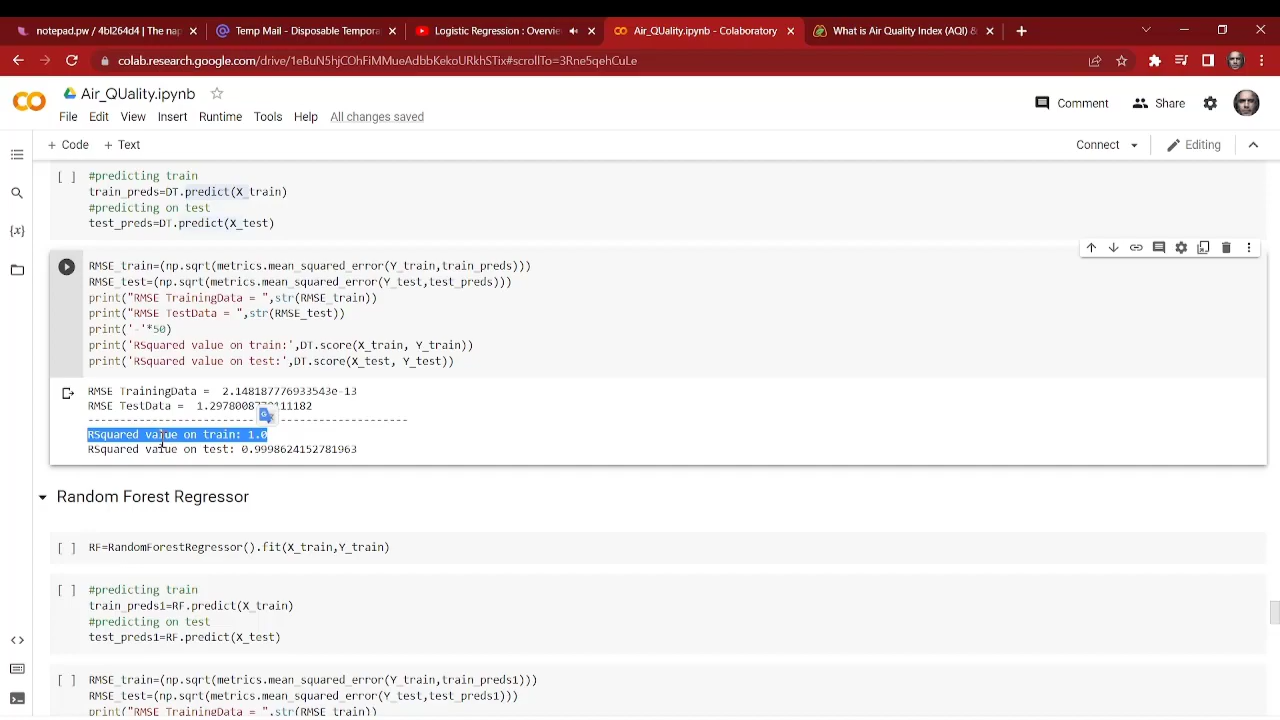 notepad.pw / 4bl264d4 | The nap
Temp Mail - Disposable Tempora
Logistic Regression : Overvie
Air_QUality.ipynb - Colaboratory
What is Air Quality Index (AQI) &
colab.research.google.com/drive/1eBuN5hjCOhFiMMueAdbbKekoURkhSTix#scrollTo=3Rne5qehCuLe
Air_QUality.ipynb
File Edit View Insert Runtime Tools Help All changes saved
Comment Share
+ Code + Text
Connect Editing
[ ] #predicting train
train_preds=DT.predict(X_train)
#predicting on test
test_preds=DT.predict(X_test)
RMSE_train=(np.sqrt(metrics.mean_squared_error(Y_train,train_preds)))
RMSE_test=(np.sqrt(metrics.mean_squared_error(Y_test,test_preds)))
print("RMSE TrainingData = ",str(RMSE_train))
print("RMSE TestData = ",str(RMSE_test))
print('-'*50)
print('RSquared value on train:',DT.score(X_train, Y_train))
print('RSquared value on test:',DT.score(X_test, Y_test))
RMSE TrainingData =  2.148187776933543e-13
RMSE TestData =
--------------------------------------------------
RSquared value on train: 1.0
RSquared value on test: 0.9998624152781963
Random Forest Regressor
[ ] RF=RandomForestRegressor().fit(X_train,Y_train)
[ ] #predicting train
train_preds1=RF.predict(X_train)
#predicting on test
test_preds1=RF.predict(X_test)
[ ] RMSE_train=(np.sqrt(metrics.mean_squared_error(Y_train,train_preds1)))
RMSE_test=(np.sqrt(metrics.mean_squared_error(Y_test,test_preds1)))
print("RMSE TrainingData = ",str(RMSE_train))